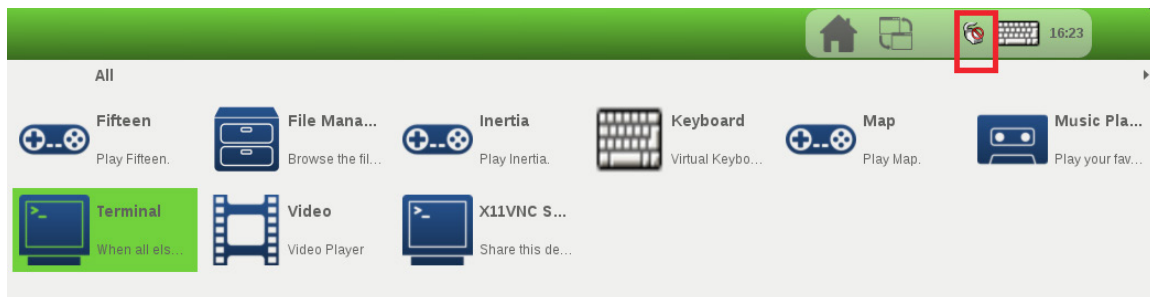 16:23
All
Fifteen
Play Fifteen.
File Mana...
Browse the fil...
Inertia
Play Inertia.
Keyboard
Virtual Keybo...
Map
Play Map.
Music Pla...
Play your fav...
Terminal
When all els...
Video
Video Player
X11VNC S...
Share this de...